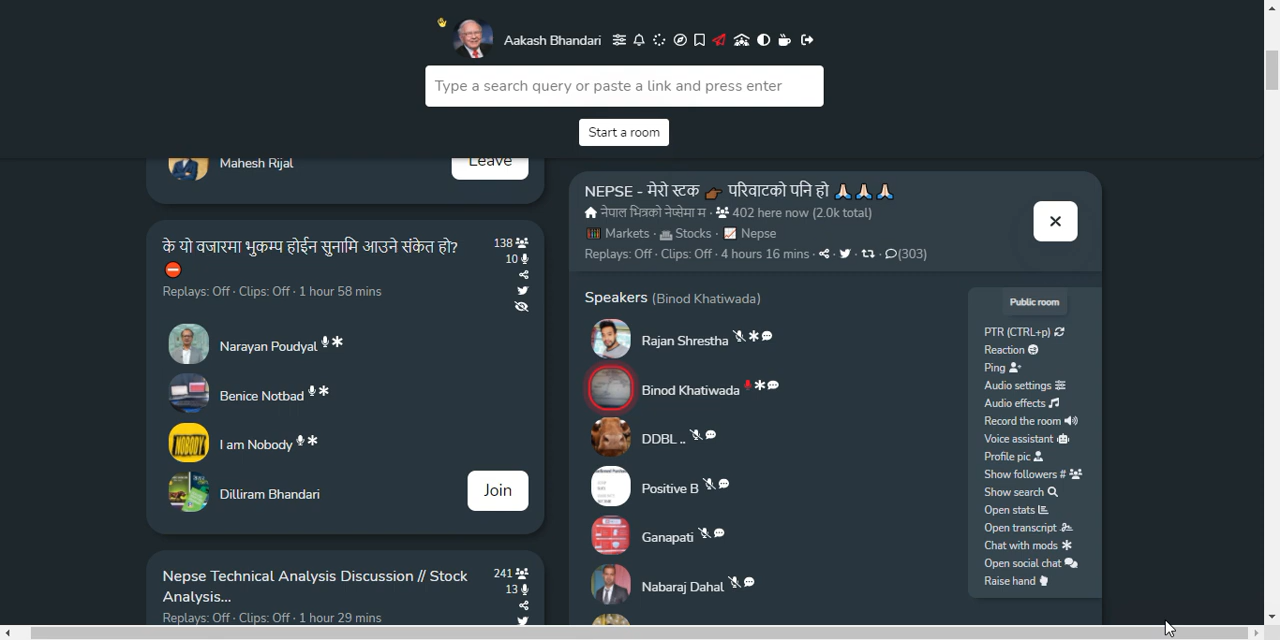 Aakash Bhandari
Type a search query or paste a link and press enter
Start a room
Mahesh Rijal
Leave
के यो वजारमा भुकम्प होईन सुनामि आउने संकेत हो?
138
10
Replays: Off · Clips: Off · 1 hour 58 mins
Narayan Poudyal
Benice Notbad
NOBODY
I am Nobody
Dilliram Bhandari
Join
Nepse Technical Analysis Discussion // Stock
Analysis...
241
13
Replays: Off · Clips: Off · 1 hour 29 mins
NEPSE - मेरो स्टक 👉🏾 परिवाटको पनि हो 🙏🏻🙏🏻🙏🏻
नेपाल भित्रको नेप्सेमा म · 402 here now (2.0k total)
Markets · Stocks · Nepse
Replays: Off · Clips: Off · 4 hours 16 mins · (303)
Speakers (Binod Khatiwada)
Rajan Shrestha
Binod Khatiwada
DDBL ..
Positive B
Ganapati
Nabaraj Dahal
Public room
PTR (CTRL+p)
Reaction
Ping
Audio settings
Audio effects
Record the room
Voice assistant
Profile pic
Show followers #
Show search
Open stats
Open transcript
Chat with mods
Open social chat
Raise hand